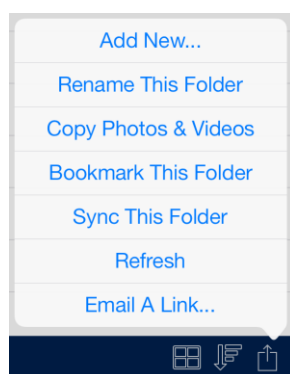 Add New...
Rename This Folder
Copy Photos & Videos
Bookmark This Folder
Sync This Folder
Refresh
Email A Link...